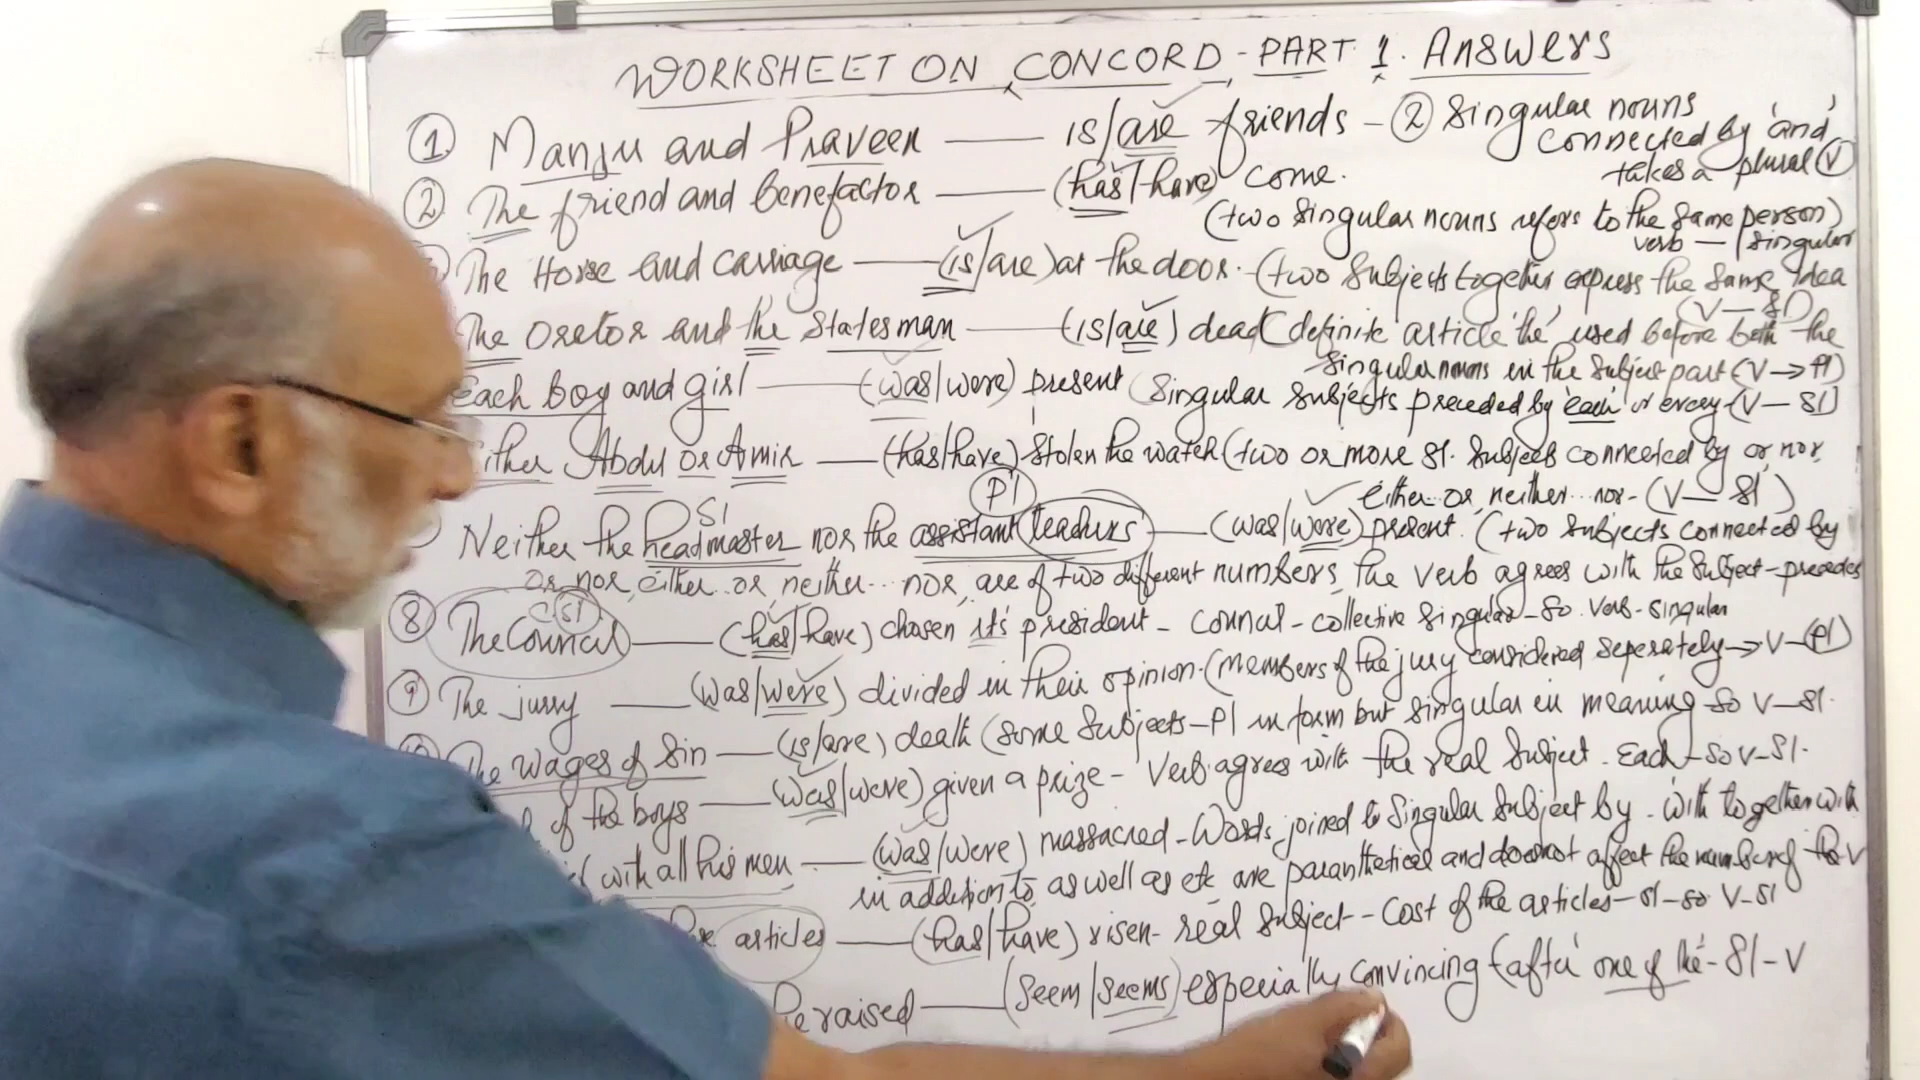 WORKSHEET ON CONCORD - PART 1. ANSWERS
① Manju and Praveen —— is/are friends - ② Singular nouns
connected by 'and'
takes a plural Ⓥ
② The friend and benefactor —— (has/have) come.
(two singular nouns refers to the same person)
verb — singular
The Horse and carriage —— (is/are) at the door. (two subjects together express the same idea
(V — Sl)
The Orator and the Statesman —— (is/are) dead (definite article 'the' used before both the
singular nouns in the subject part (V → Pl)
Each boy and girl —— (was/were) present (Singular subjects preceded by each or every (V — Sl)
ither Abdul or Amir —— (has/have) stolen the watch (two or more Sl. subjects connected by or, nor,
either..or, neither...nor - (V — Sl)
Pl
Sl
Neither the headmaster nor the assistant teachers —— (was/were) present. (two subjects connected by
or, nor, either..or, neither...nor, are of two different numbers, the verb agrees with the subject - precedes
Sl
⑧ The Council —— (has/have) chosen it's president - council - collective singular - so verb - singular
⑨ The jurry —— (was/were) divided in their opinion. (members of the jury considered seperately → V — (Pl)
The Wages of Sin —— (is/are) death (some subjects - Pl in form but singular in meaning so V — Sl.
of the boys —— (was/were) given a prize - Verb agrees with the real subject. Each - so V - Sl.
with all his men —— (was/were) massacred - Words joined to singular subject by - with together with
in addition to, as well as etc are paranthetical and doesnot affect the number of the V
articles —— (has/have) risen - real subject - Cost of the articles - sl - so V - Sl
raised —— (seem/seems) especially convincing (after 'one of the' - Sl - V